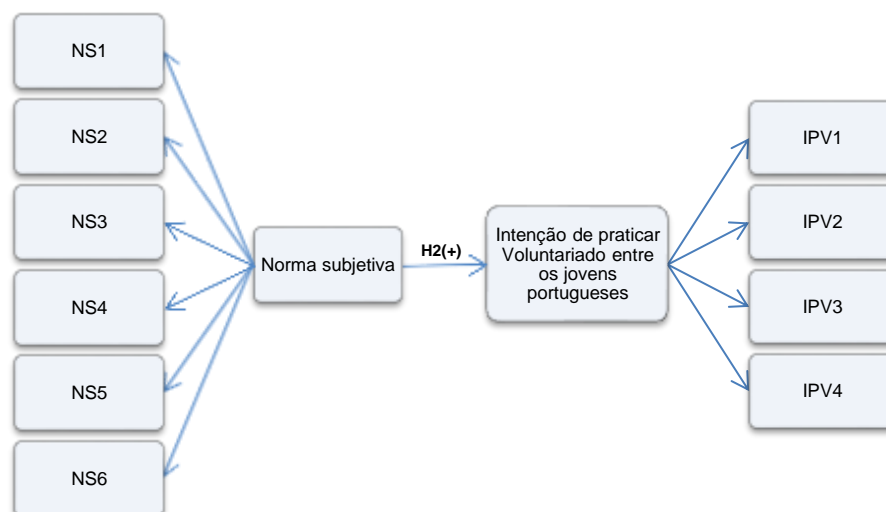 NS1
NS2
NS3
NS4
NS5
NS6
Norma subjetiva
H2(+)
Intenção de praticar
Voluntariado entre
os jovens
portugueses
IPV1
IPV2
IPV3
IPV4